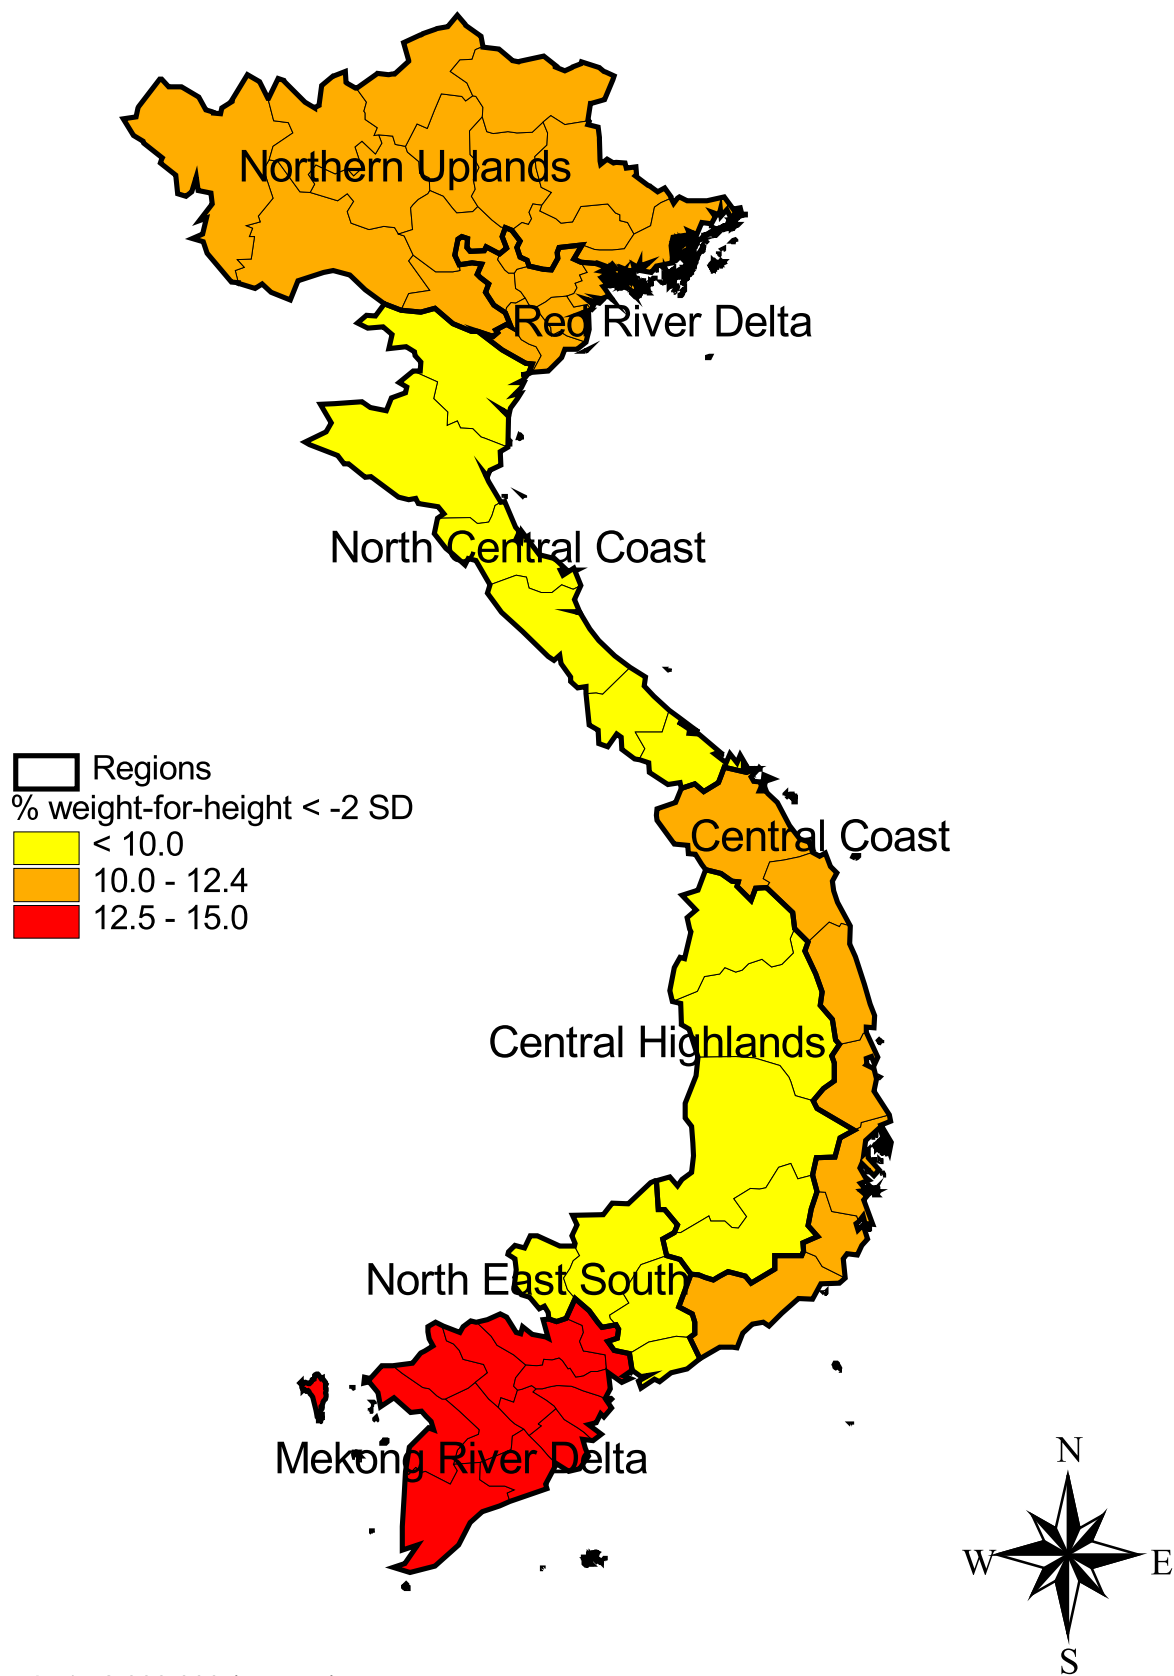 Northern Uplands
Red River Delta
North Central Coast
Regions
% weight-for-height < -2 SD
< 10.0
10.0 - 12.4
12.5 - 15.0
Central Coast
Central Highlands
North East South
Mekong River Delta
N
W
E
S